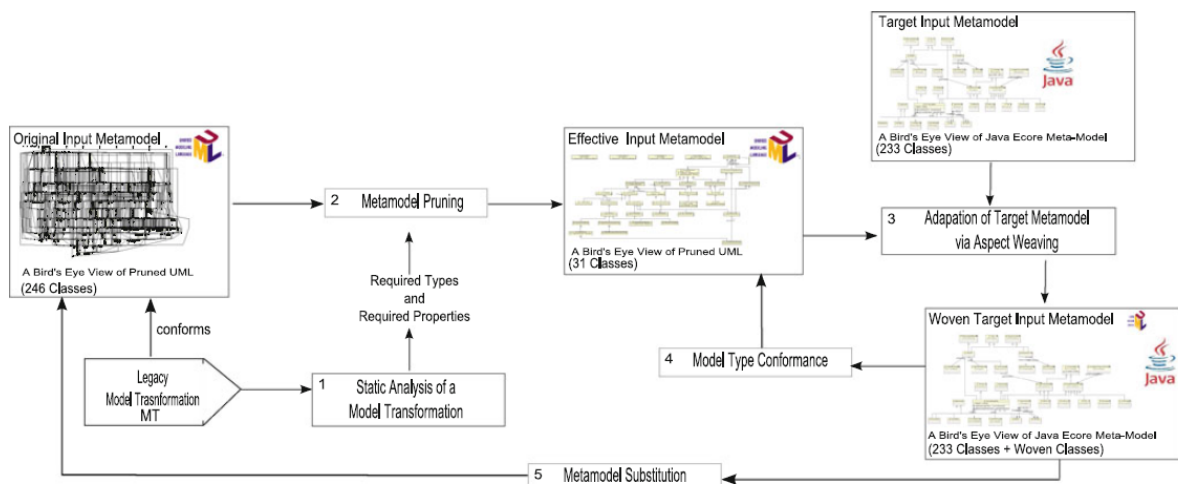 Target Input Metamodel
Java
A Bird's Eye View of Java Ecore Meta-Model
(233 Classes)
Original Input Metamodel
UML
A Bird's Eye View of Pruned UML
(246 Classes)
2 Metamodel Pruning
Effective Input Metamodel
UML
A Bird's Eye View of Pruned UML
(31 Classes)
3 Adapation of Target Metamodel
via Aspect Weaving
Required Types
and
Required Properties
conforms
Legacy
Model Trasnformation
MT
1 Static Analysis of a
Model Transformation
4 Model Type Conformance
Woven Target Input Metamodel
UML
Java
A Bird's Eye View of Java Ecore Meta-Model
(233 Classes + Woven Classes)
5 Metamodel Substitution